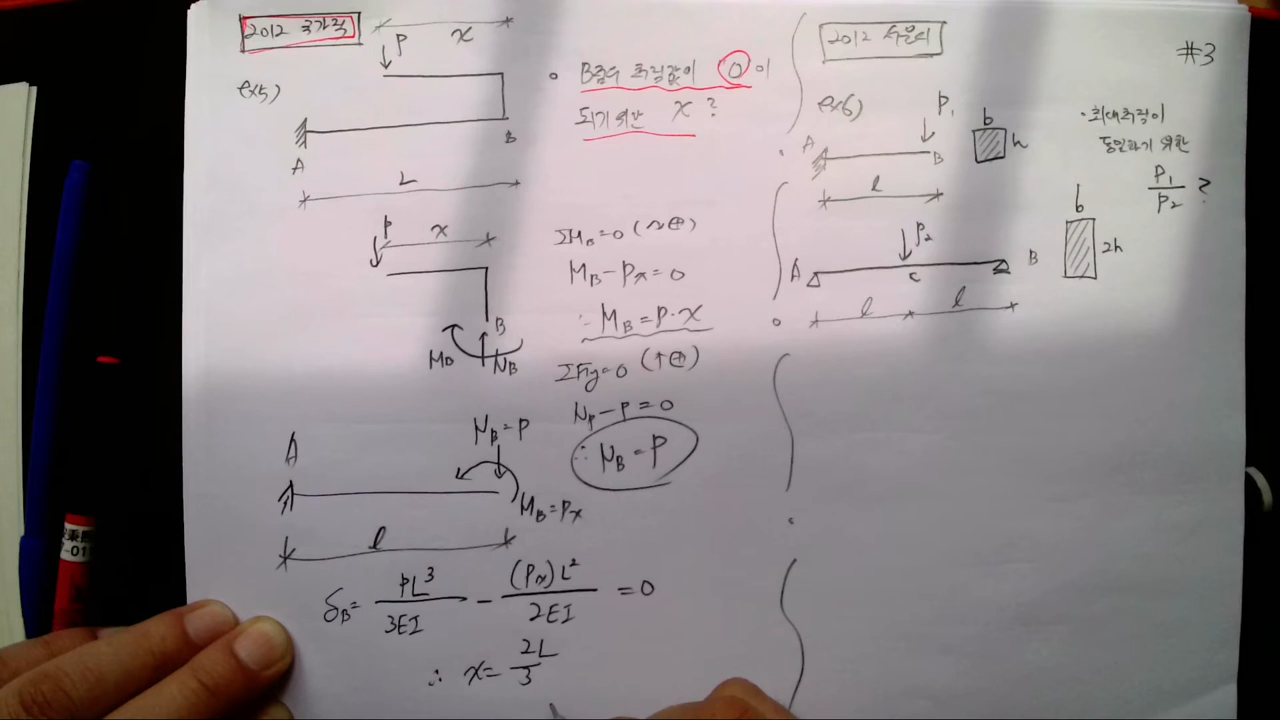 2012 국가직
P
x
ex5)
B점수 처짐값이 0이
되기 위한 x?
A
B
L
P
x
B
N_B
ΣM_B=0 (↷⊕)
M_B-Px=0
∴ M_B=P·x
ΣFy=0 (↑⊕)
N_P-P=0
∴ N_B=P
A
N_B=P
M_B=Px
l
δ_B= PL³/3EI - (Px)L²/2EI =0
∴ x= 2L/3
2012 서울시
#3
ex6)
P₁
A
B
b
h
l
·최대처짐이
동일하기 위한
P₁/P₂ ?
P₂
A
C
B
l
l
b
2h